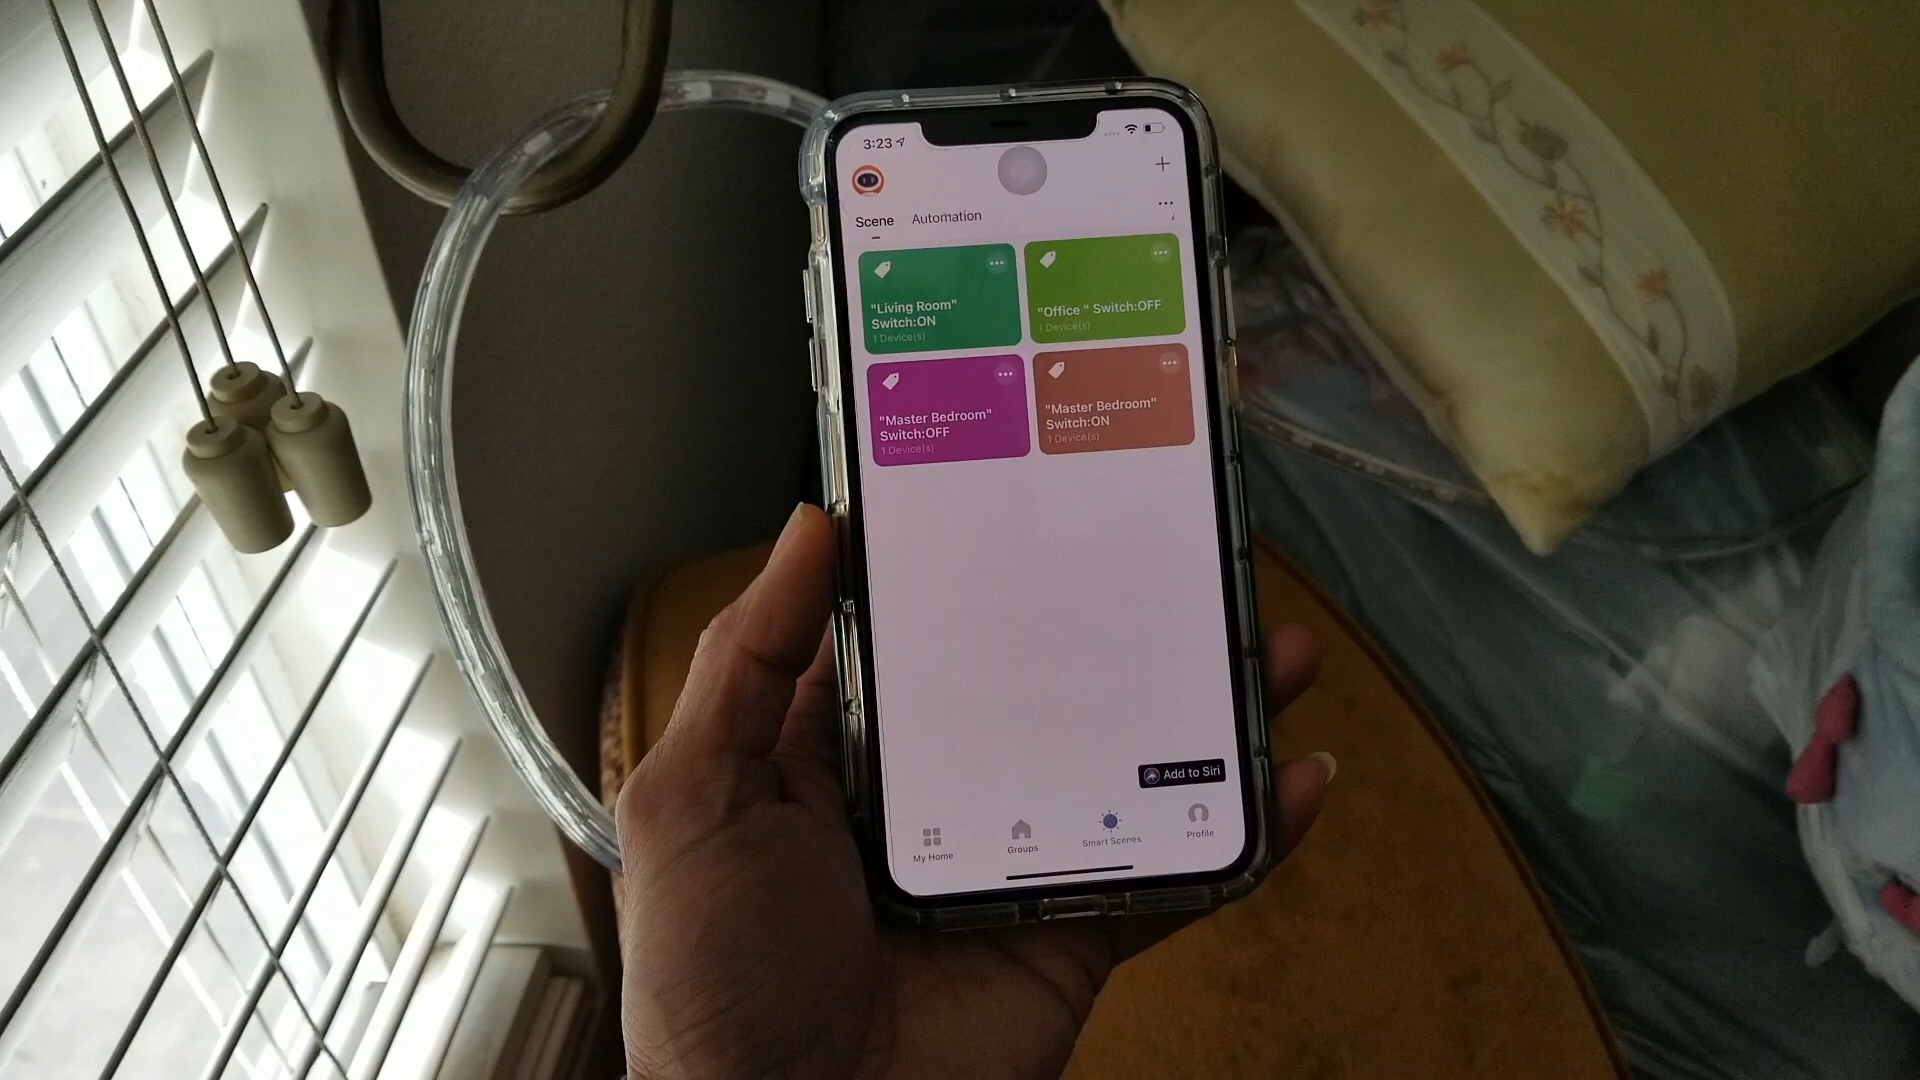 3:23
Scene Automation
"Living Room"
Switch:ON
1 Device(s)
"Office " Switch:OFF
1 Device(s)
"Master Bedroom"
Switch:OFF
1 Device(s)
"Master Bedroom"
Switch:ON
1 Device(s)
Add to Siri
My Home
Groups
Smart Scenes
Profile